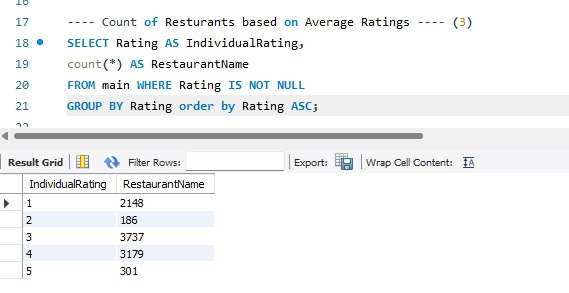 16
17 ---- Count of Resturants based on Average Ratings ---- (3)
18 SELECT Rating AS IndividualRating,
19 count(*) AS RestaurantName
20 FROM main WHERE Rating IS NOT NULL
21 GROUP BY Rating order by Rating ASC;
22
Result Grid Filter Rows: Export: Wrap Cell Content: IA
IndividualRating RestaurantName
1 2148
2 186
3 3737
4 3179
5 301